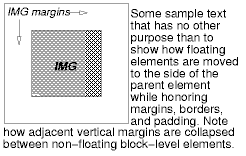 IMG margins
IMG
Some sample text
that has no other
purpose than to
show how floating
elements are moved
to the side of the
parent element
while honoring
margins, borders,
and padding. Note
how adjacent vertical margins are collapsed
between non-floating block-level elements.